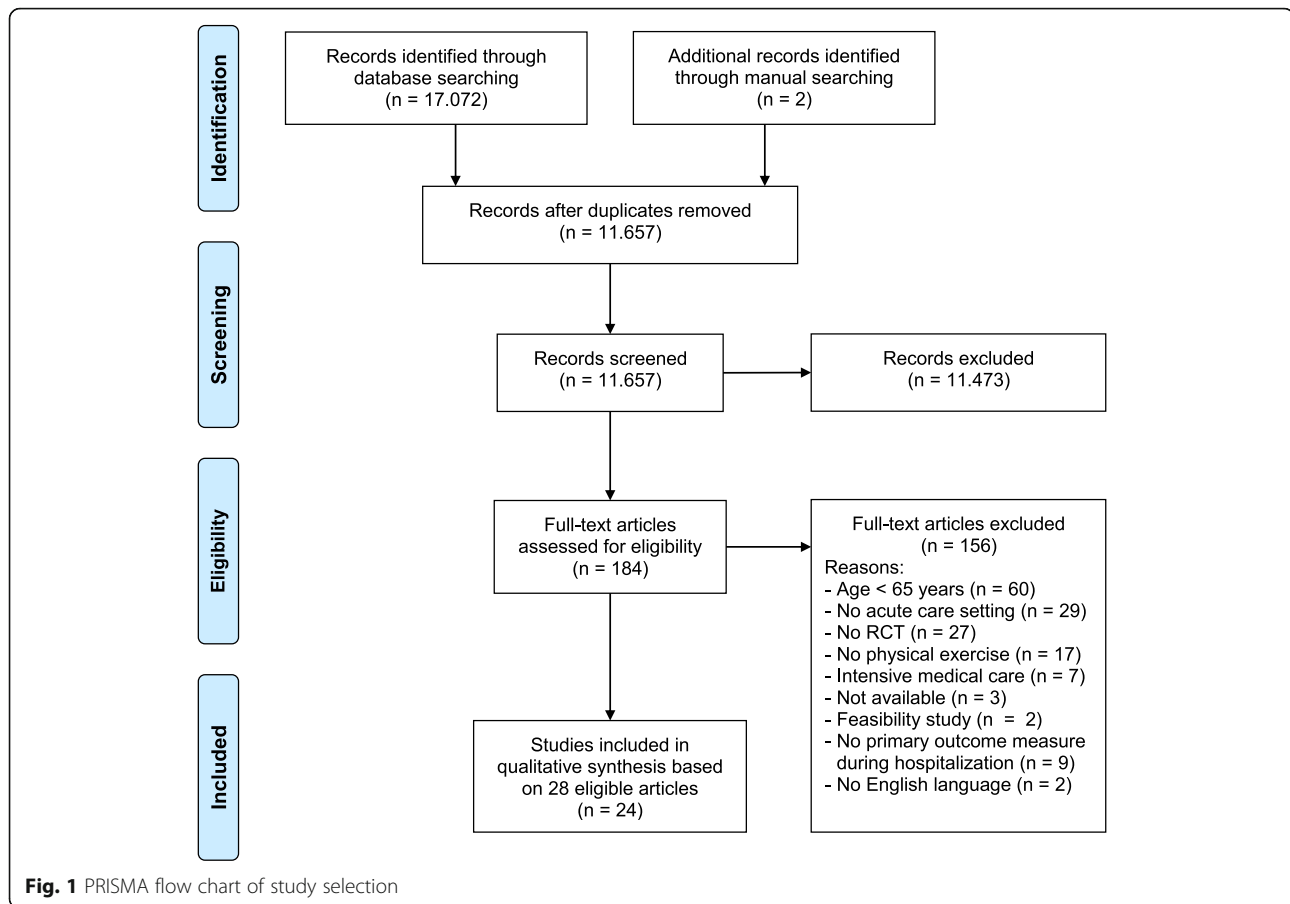 Identification
Records identified through
database searching
(n = 17.072)
Additional records identified
through manual searching
(n = 2)
Records after duplicates removed
(n = 11.657)
Screening
Records screened
(n = 11.657)
Records excluded
(n = 11.473)
Eligibility
Full-text articles
assessed for eligibility
(n = 184)
Full-text articles excluded
(n = 156)
Reasons:
- Age < 65 years (n = 60)
- No acute care setting (n = 29)
- No RCT (n = 27)
- No physical exercise (n = 17)
- Intensive medical care (n = 7)
- Not available (n = 3)
- Feasibility study (n = 2)
- No primary outcome measure
during hospitalization (n = 9)
- No English language (n = 2)
Included
Studies included in
qualitative synthesis based
on 28 eligible articles
(n = 24)
Fig. 1 PRISMA flow chart of study selection